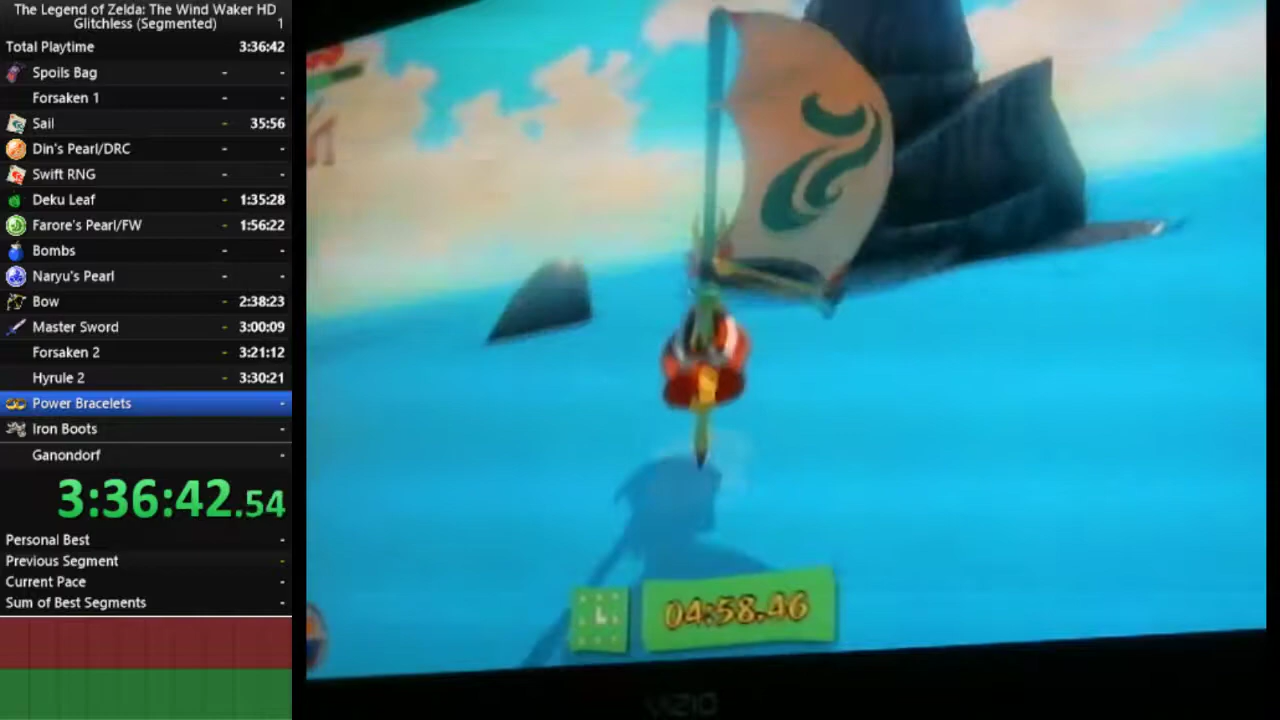 The Legend of Zelda: The Wind Waker HD
Glitchless (Segmented) 1
Total Playtime 3:36:42
Spoils Bag - -
Forsaken 1 - -
Sail - 35:56
Din's Pearl/DRC - -
Swift RNG - -
Deku Leaf - 1:35:28
Farore's Pearl/FW - 1:56:22
Bombs - -
Naryu's Pearl - -
Bow - 2:38:23
Master Sword - 3:00:09
Forsaken 2 - 3:21:12
Hyrule 2 - 3:30:21
Power Bracelets -
Iron Boots -
Ganondorf -
3:36:42.54
Personal Best -
Previous Segment -
Current Pace -
Sum of Best Segments -
L 04:58.46
VIZIO